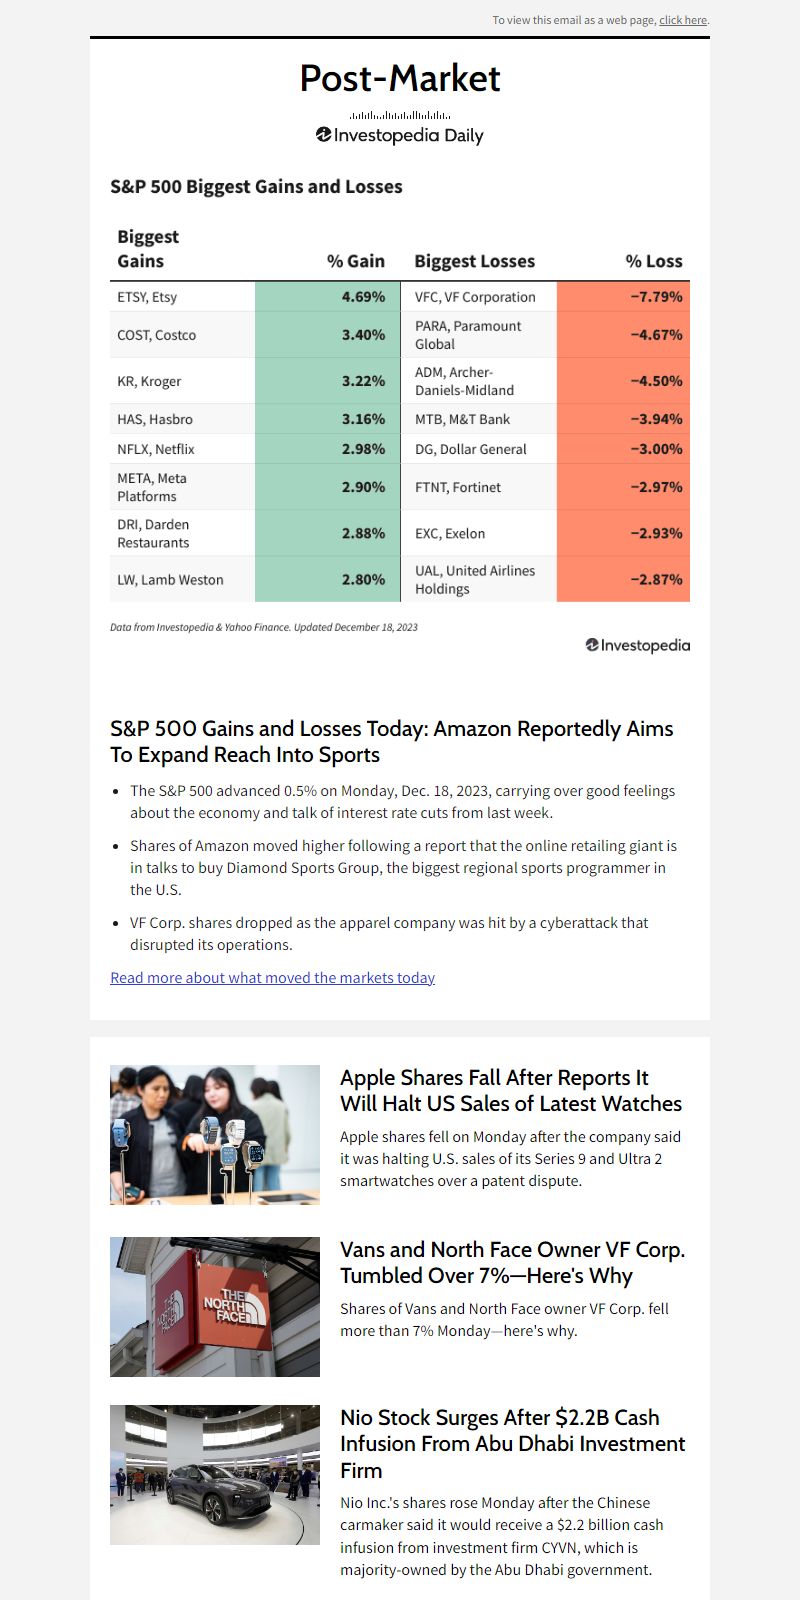 To view this email as a web page, click here.
Post-Market
Investopedia Daily
S&P 500 Biggest Gains and Losses
Biggest
Gains % Gain Biggest Losses % Loss
ETSY, Etsy 4.69% VFC, VF Corporation −7.79%
COST, Costco 3.40% PARA, Paramount
Global −4.67%
KR, Kroger 3.22% ADM, Archer-
Daniels-Midland −4.50%
HAS, Hasbro 3.16% MTB, M&T Bank −3.94%
NFLX, Netflix 2.98% DG, Dollar General −3.00%
META, Meta
Platforms 2.90% FTNT, Fortinet −2.97%
DRI, Darden
Restaurants 2.88% EXC, Exelon −2.93%
LW, Lamb Weston 2.80% UAL, United Airlines
Holdings −2.87%
Data from Investopedia & Yahoo Finance. Updated December 18, 2023
Investopedia
S&P 500 Gains and Losses Today: Amazon Reportedly Aims
To Expand Reach Into Sports
• The S&P 500 advanced 0.5% on Monday, Dec. 18, 2023, carrying over good feelings
about the economy and talk of interest rate cuts from last week.
• Shares of Amazon moved higher following a report that the online retailing giant is
in talks to buy Diamond Sports Group, the biggest regional sports programmer in
the U.S.
• VF Corp. shares dropped as the apparel company was hit by a cyberattack that
disrupted its operations.
Read more about what moved the markets today
Apple Shares Fall After Reports It
Will Halt US Sales of Latest Watches
Apple shares fell on Monday after the company said
it was halting U.S. sales of its Series 9 and Ultra 2
smartwatches over a patent dispute.
THE
NORTH
FACE
THE
NORTH
FACE
Vans and North Face Owner VF Corp.
Tumbled Over 7%—Here's Why
Shares of Vans and North Face owner VF Corp. fell
more than 7% Monday—here's why.
Nio Stock Surges After $2.2B Cash
Infusion From Abu Dhabi Investment
Firm
Nio Inc.'s shares rose Monday after the Chinese
carmaker said it would receive a $2.2 billion cash
infusion from investment firm CYVN, which is
majority-owned by the Abu Dhabi government.